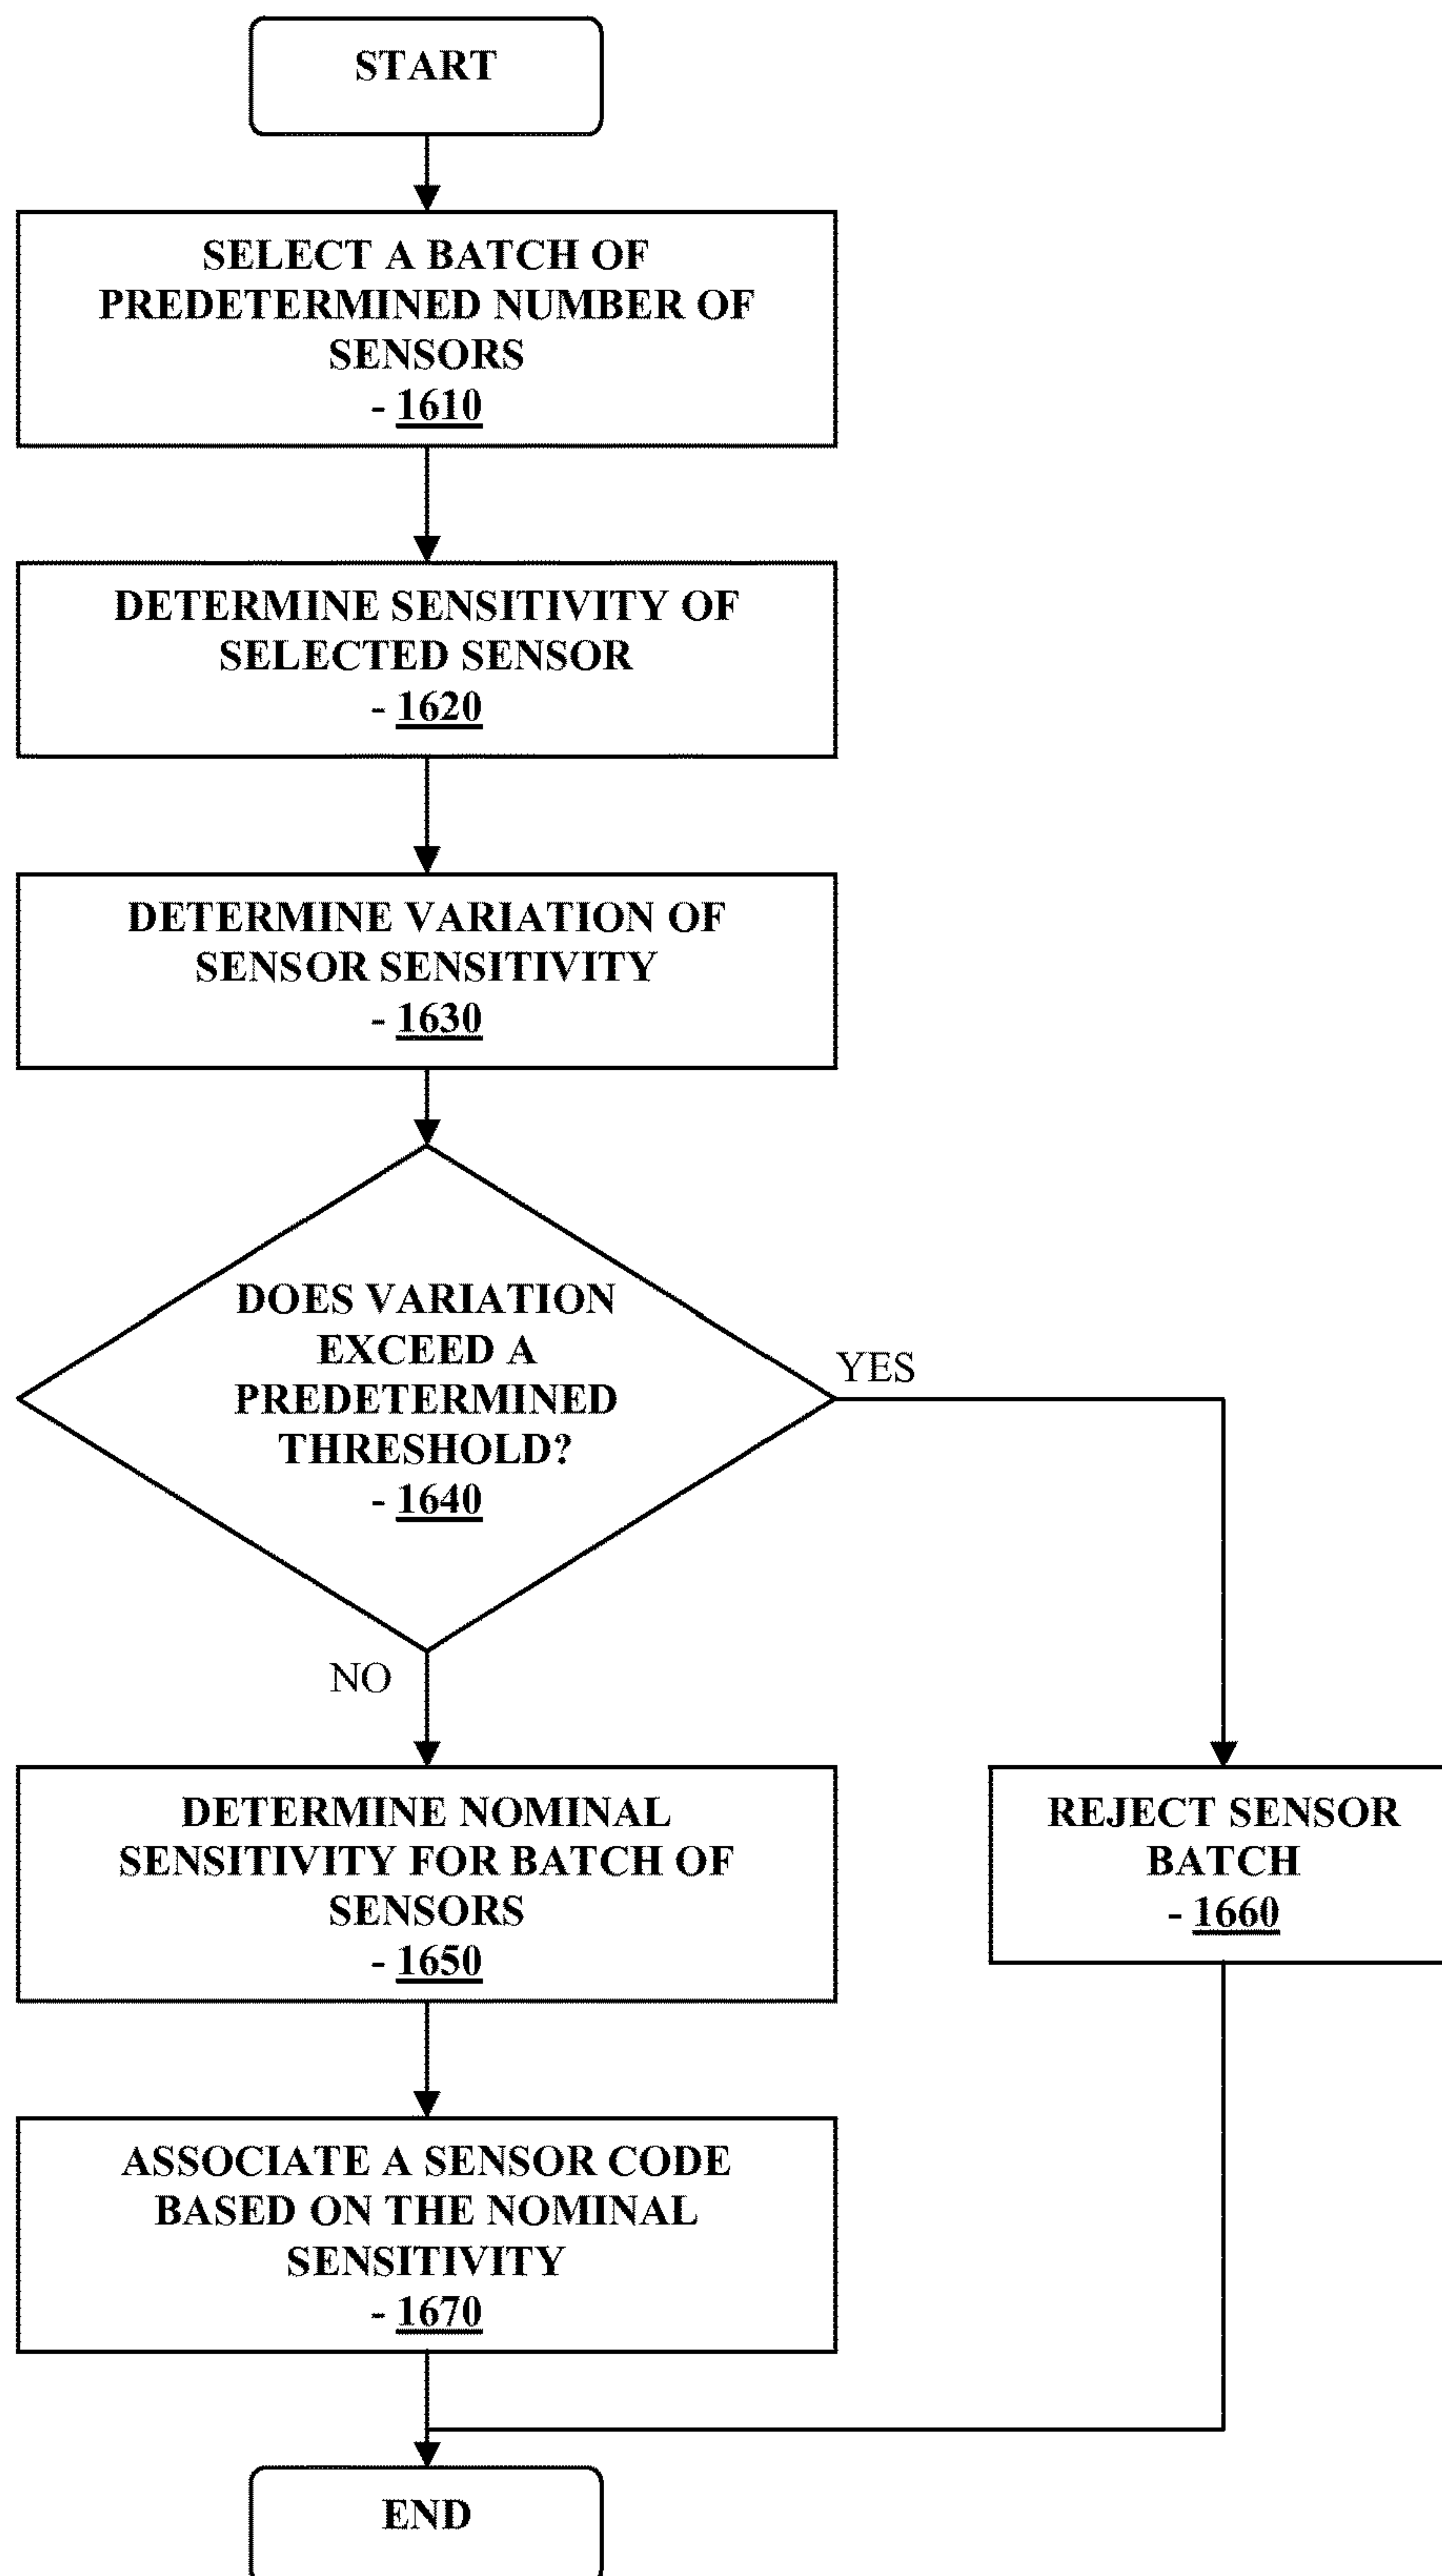 START
SELECT A BATCH OF
PREDETERMINED NUMBER OF
SENSORS
- 1610
DETERMINE SENSITIVITY OF
SELECTED SENSOR
- 1620
DETERMINE VARIATION OF
SENSOR SENSITIVITY
- 1630
DOES VARIATION
EXCEED A
PREDETERMINED
THRESHOLD?
- 1640
YES
NO
DETERMINE NOMINAL
SENSITIVITY FOR BATCH OF
SENSORS
- 1650
REJECT SENSOR
BATCH
- 1660
ASSOCIATE A SENSOR CODE
BASED ON THE NOMINAL
SENSITIVITY
- 1670
END